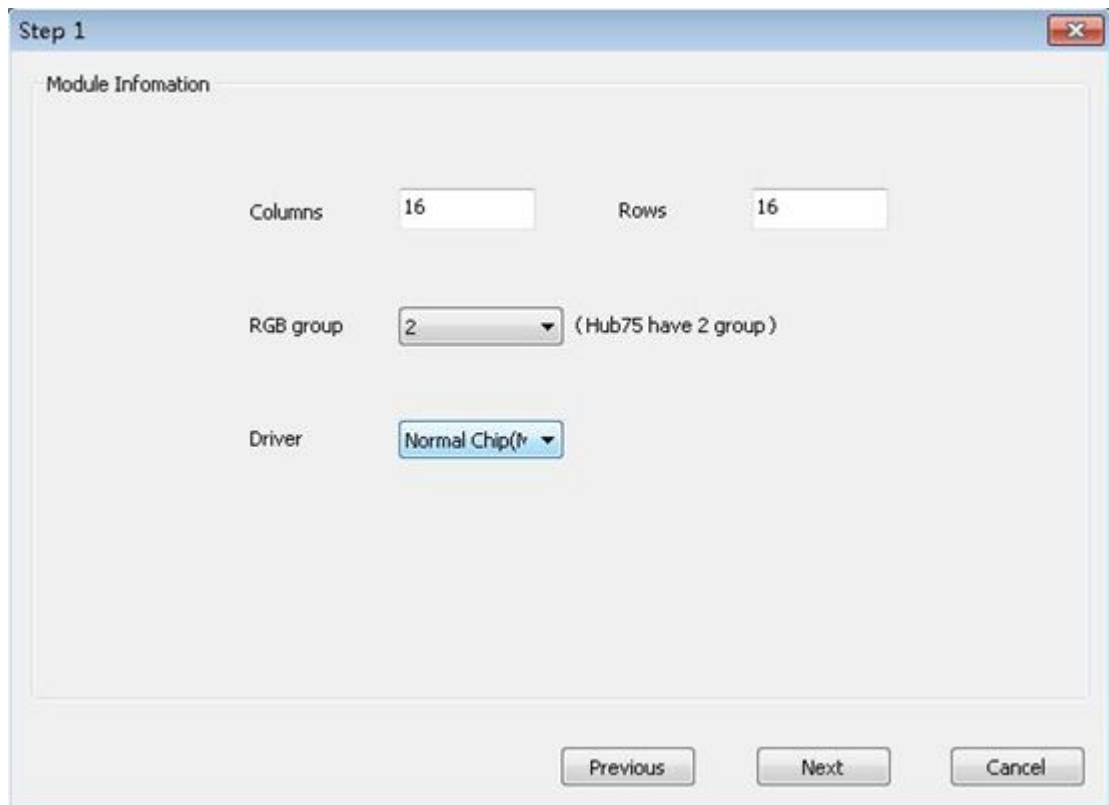 Step 1
Module Infomation
Columns 16 Rows 16
RGB group 2 (Hub75 have 2 group)
Driver Normal Chip(
Previous Next Cancel